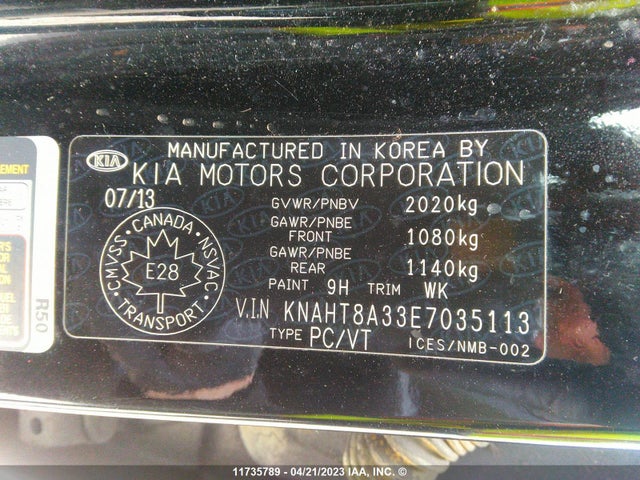 MANUFACTURED IN KOREA BY
KIA KIA MOTORS CORPORATION
07/13
GVWR/PNBV 2020kg
GAWR/PNBE
FRONT 1080kg
GAWR/PNBE
REAR 1140kg
PAINT 9H TRIM WK
V.I.N KNAHT8A33E7035113
TYPE PC/VT ICES/NMB-002
CANADA
CMVSS NSVAC
E28
TRANSPORT
R50
11735789 - 04/21/2023 IAA, INC. ©